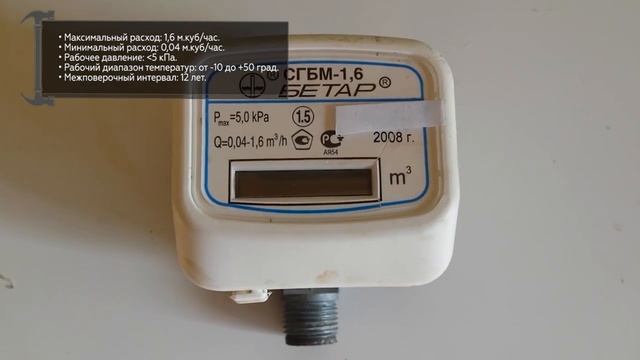 • Максимальный расход: 1,6 м.куб/час.
• Минимальный расход: 0,04 м.куб/час.
• Рабочее давление: <5 кПа.
• Рабочий диапазон температур: от -10 до +50 град.
• Межповерочный интервал: 12 лет.
® СГБМ-1,6
БЕТАР®
Pmax=5,0 kPa 1.5
Q=0,04-1,6 m³/h РСТ 2008 г.
АЯ54
m³